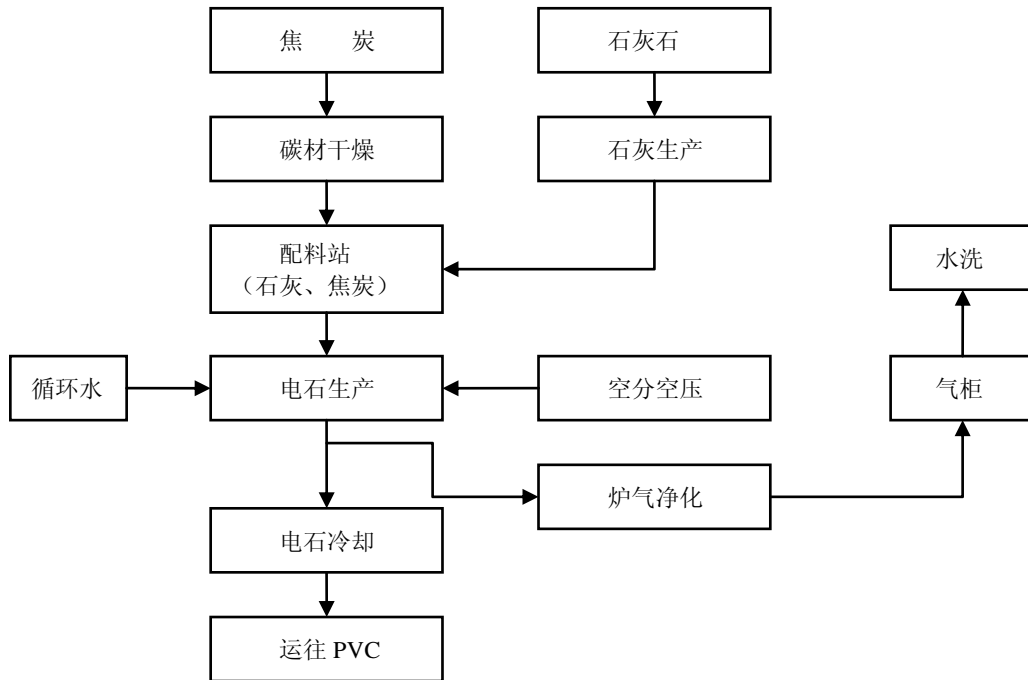 焦 炭
石灰石
碳材干燥
石灰生产
配料站
（石灰、焦炭）
水洗
循环水
电石生产
空分空压
气柜
炉气净化
电石冷却
运往 PVC